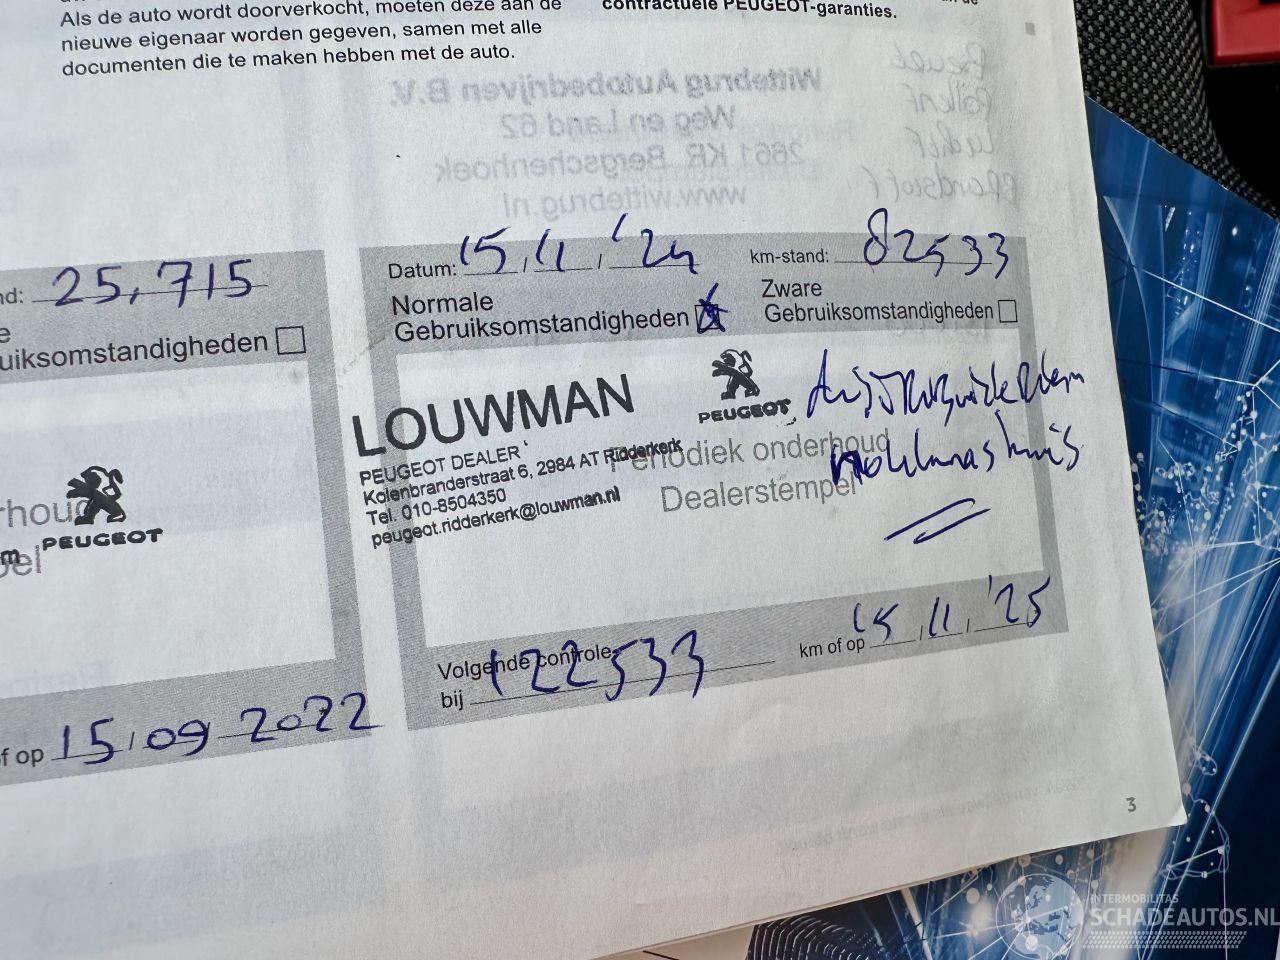 Als de auto wordt doorverkocht, moeten deze aan de
nieuwe eigenaar worden gegeven, samen met alle
documenten die te maken hebben met de auto.
contractuele PEUGEOT-garanties.
Wittebrug Autobedrijven B.V.
Weg en Land 62
2661 KR Bergschenhoek
www.wittebrug.nl
nd: 25.715
uiksomstandigheden
PEUGEOT
of op 15/09 2022
Datum: 15/11/'24 km-stand: 82533
Normale
Gebruiksomstandigheden
Zware
Gebruiksomstandigheden
LOUWMAN
PEUGEOT
PEUGEOT DEALER
Kolenbranderstraat 6, 2984 AT Ridderkerk
Tel. 010-8504350
peugeot.ridderkerk@louwman.nl
Periodiek onderhoud
Dealerstempel
Volgende controle
bij 122533 km of op 15/11/'25
3
INTERMOBILITAS
SCHADEAUTOS.NL